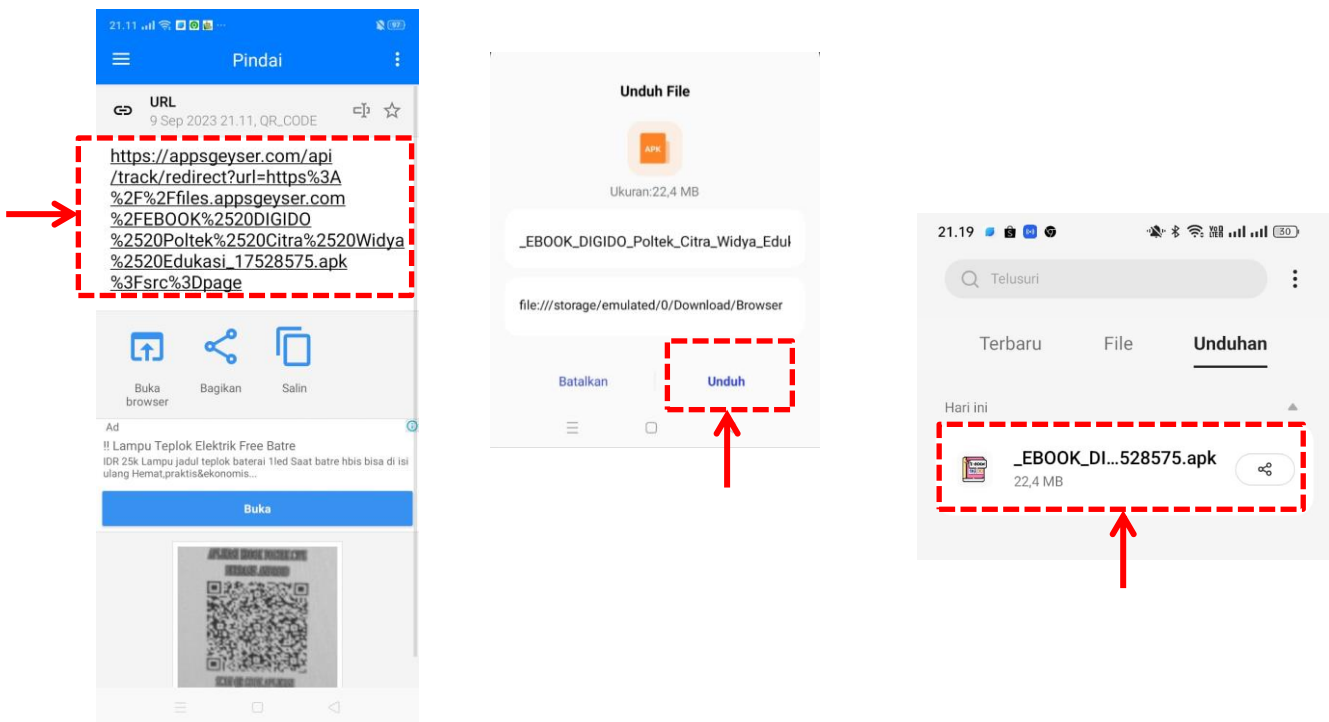 21.11
97
Pindai
URL
9 Sep 2023 21.11, QR_CODE
https://appsgeyser.com/api
/track/redirect?url=https%3A
%2F%2Ffiles.appsgeyser.com
%2FEBOOK%2520DIGIDO
%2520Poltek%2520Citra%2520Widya
%2520Edukasi_17528575.apk
%3Fsrc%3Dpage
Buka
browser
Bagikan
Salin
Ad
!! Lampu Teplok Elektrik Free Batre
IDR 25k Lampu jadul teplok baterai 1led Saat batre hbis bisa di isi
ulang Hemat,praktis&ekonomis...
Buka
Unduh File
APK
Ukuran:22,4 MB
_EBOOK_DIGIDO_Poltek_Citra_Widya_Edul
file:///storage/emulated/0/Download/Browser
Batalkan
Unduh
21.19
30
Telusuri
Terbaru
File
Unduhan
Hari ini
_EBOOK_DI...528575.apk
22,4 MB